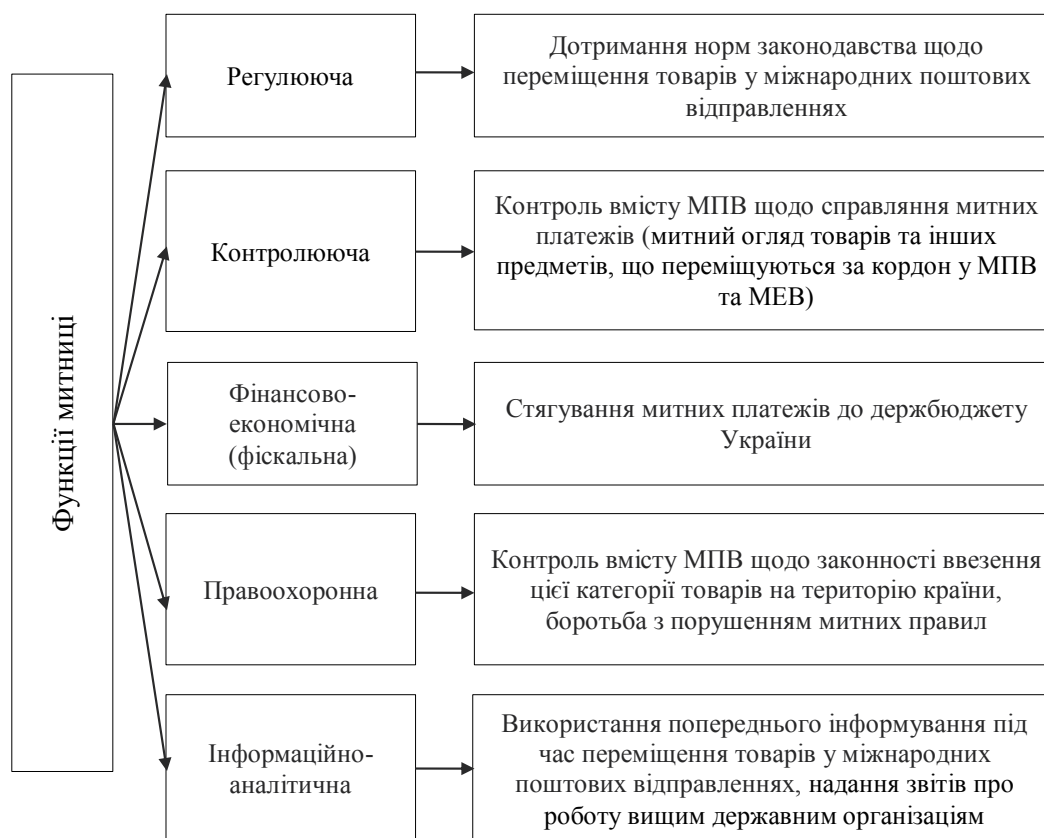 Функції митниці
Регулююча
Дотримання норм законодавства щодо
переміщення товарів у міжнародних поштових
відправленнях
Контролююча
Контроль вмісту МПВ щодо справляння митних
платежів (митний огляд товарів та інших
предметів, що переміщуються за кордон у МПВ
та МЕВ)
Фінансово-
економічна
(фіскальна)
Стягування митних платежів до держбюджету
України
Правоохоронна
Контроль вмісту МПВ щодо законності ввезення
цієї категорії товарів на територію країни,
боротьба з порушенням митних правил
Інформаційно-
аналітична
Використання попереднього інформування під
час переміщення товарів у міжнародних
поштових відправленнях, надання звітів про
роботу вищим державним організаціям